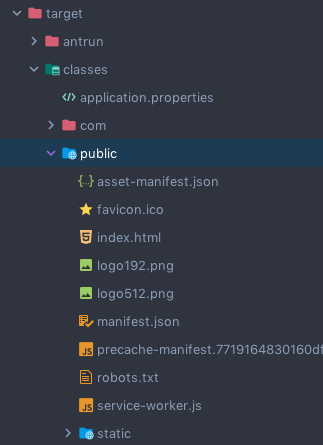 target
antrun
classes
application.properties
com
public
asset-manifest.json
favicon.ico
index.html
logo192.png
logo512.png
manifest.json
precache-manifest.7719164830160df
robots.txt
service-worker.js
static